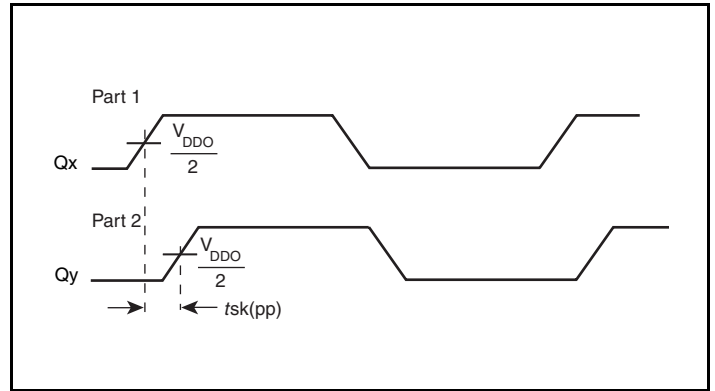 Part 1
V_DDO
2
Qx
Part 2
V_DDO
2
Qy
tsk(pp)